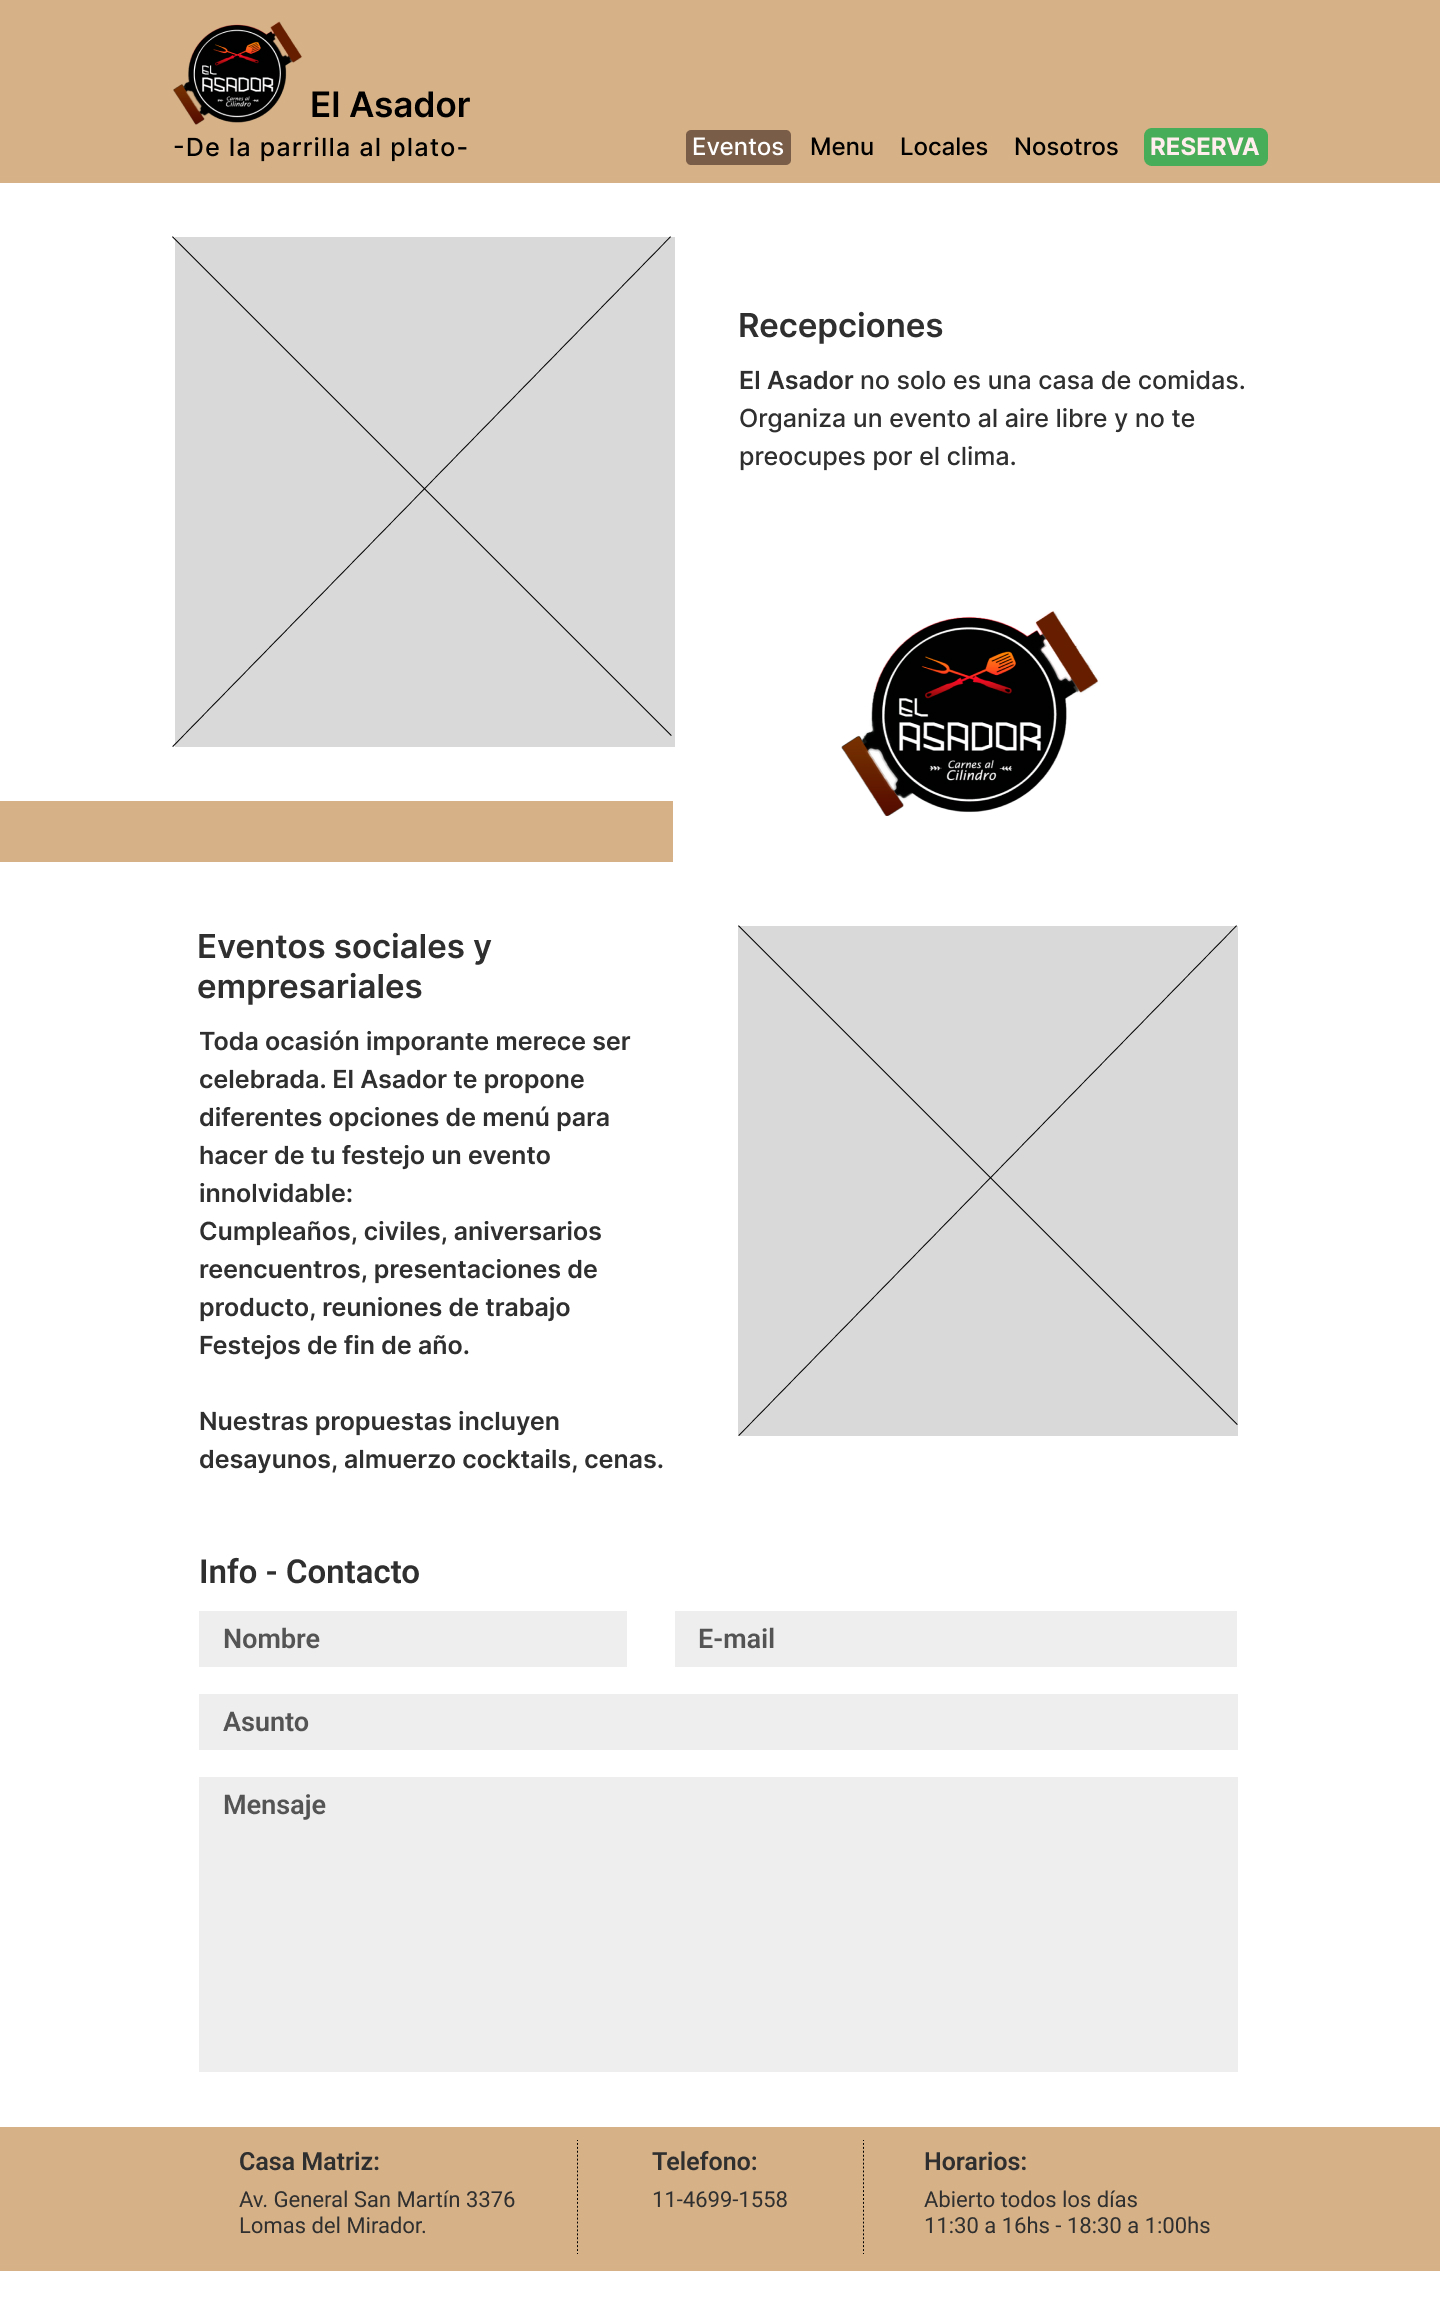 EL
ASADOR
Carnes al
Cilindro
El Asador
-De la parrilla al plato-
Eventos
Menu
Locales
Nosotros
RESERVA
Recepciones
El Asador no solo es una casa de comidas.
Organiza un evento al aire libre y no te
preocupes por el clima.
EL
ASADOR
Carnes al
Cilindro
Eventos sociales y
empresariales
Toda ocasión imporante merece ser
celebrada. El Asador te propone
diferentes opciones de menú para
hacer de tu festejo un evento
innolvidable:
Cumpleaños, civiles, aniversarios
reencuentros, presentaciones de
producto, reuniones de trabajo
Festejos de fin de año.
Nuestras propuestas incluyen
desayunos, almuerzo cocktails, cenas.
Info - Contacto
Nombre
E-mail
Asunto
Mensaje
Casa Matriz:
Av. General San Martín 3376
Lomas del Mirador.
Telefono:
11-4699-1558
Horarios:
Abierto todos los días
11:30 a 16hs - 18:30 a 1:00hs